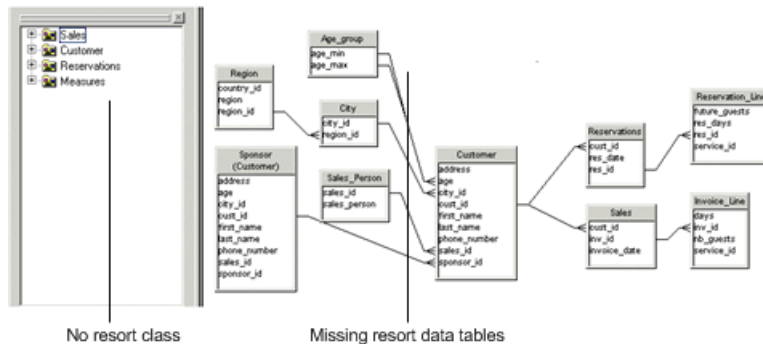 Sales
Customer
Reservations
Measures
Age_group
age_min
age_max
Region
country_id
region
region_id
City
city_id
region_id
Sponsor
(Customer)
address
age
city_id
cust_id
first_name
last_name
phone_number
sales_id
sponsor_id
Sales_Person
sales_id
sales_person
Customer
address
age
city_id
cust_id
first_name
last_name
phone_number
sales_id
sponsor_id
Reservations
cust_id
res_date
res_id
Reservation_Line
future_guests
res_days
res_id
service_id
Sales
cust_id
inv_id
invoice_date
Invoice_Line
days
inv_id
nb_guests
service_id
No resort class
Missing resort data tables